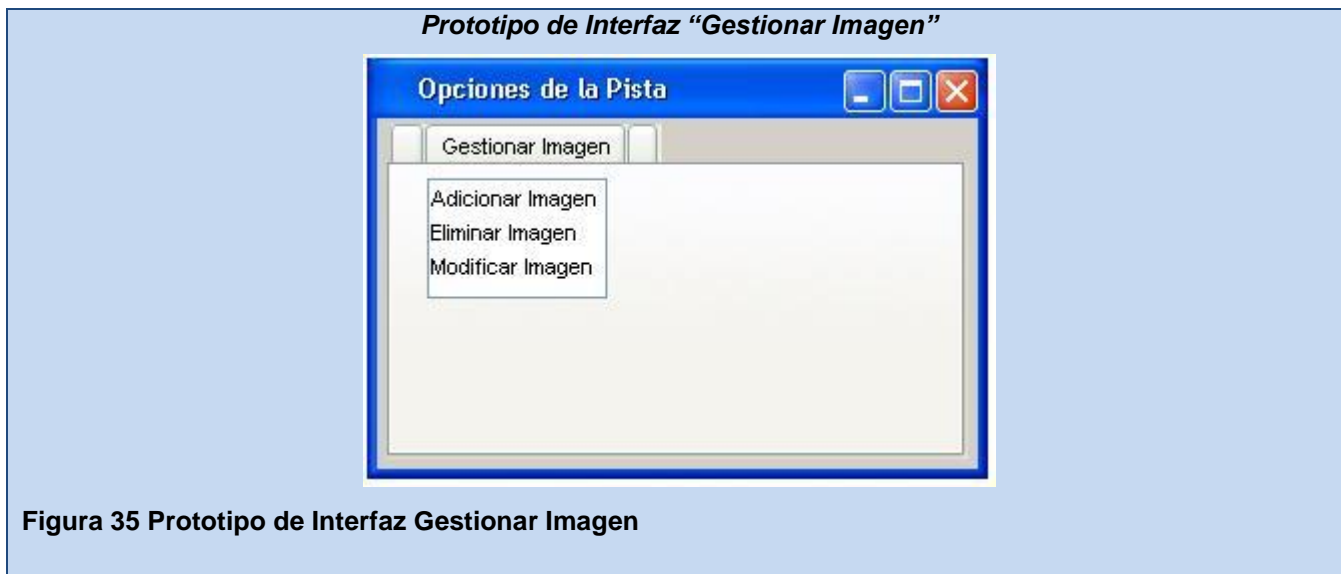 Prototipo de Interfaz “Gestionar Imagen”
Opciones de la Pista
Gestionar Imagen
Adicionar Imagen
Eliminar Imagen
Modificar Imagen
Figura 35 Prototipo de Interfaz Gestionar Imagen